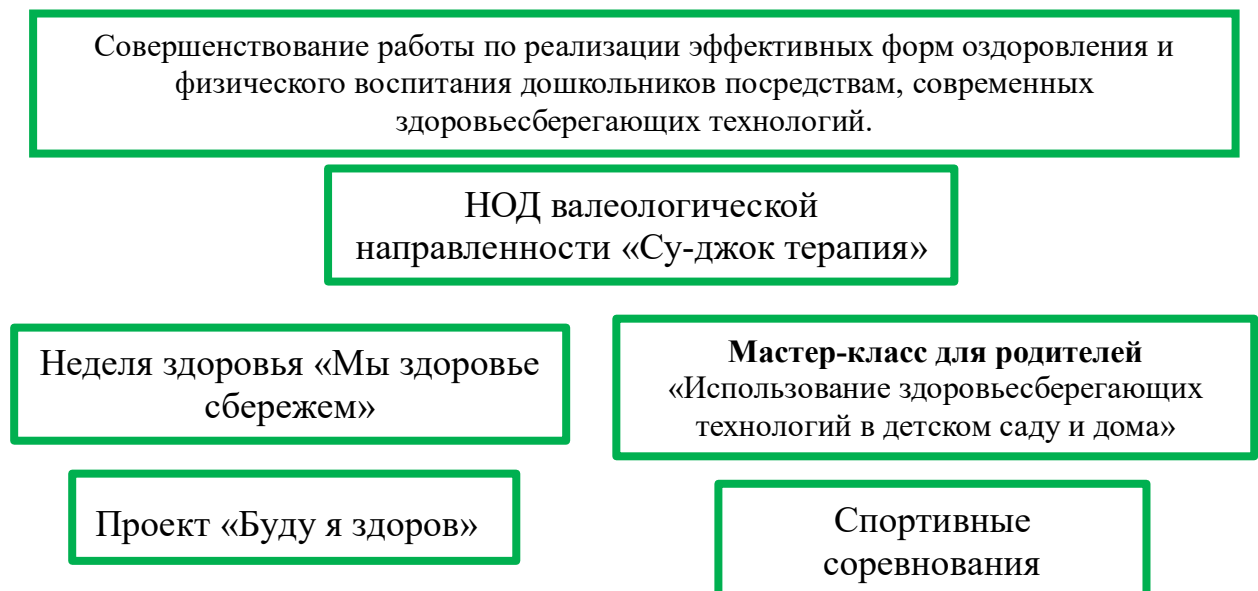 Совершенствование работы по реализации эффективных форм оздоровления и
физического воспитания дошкольников посредствам, современных
здоровьесберегающих технологий.
НОД валеологической
направленности «Су-джок терапия»
Неделя здоровья «Мы здоровье
сбережем»
Мастер-класс для родителей
«Использование здоровьесберегающих
технологий в детском саду и дома»
Проект «Буду я здоров»
Спортивные
соревнования